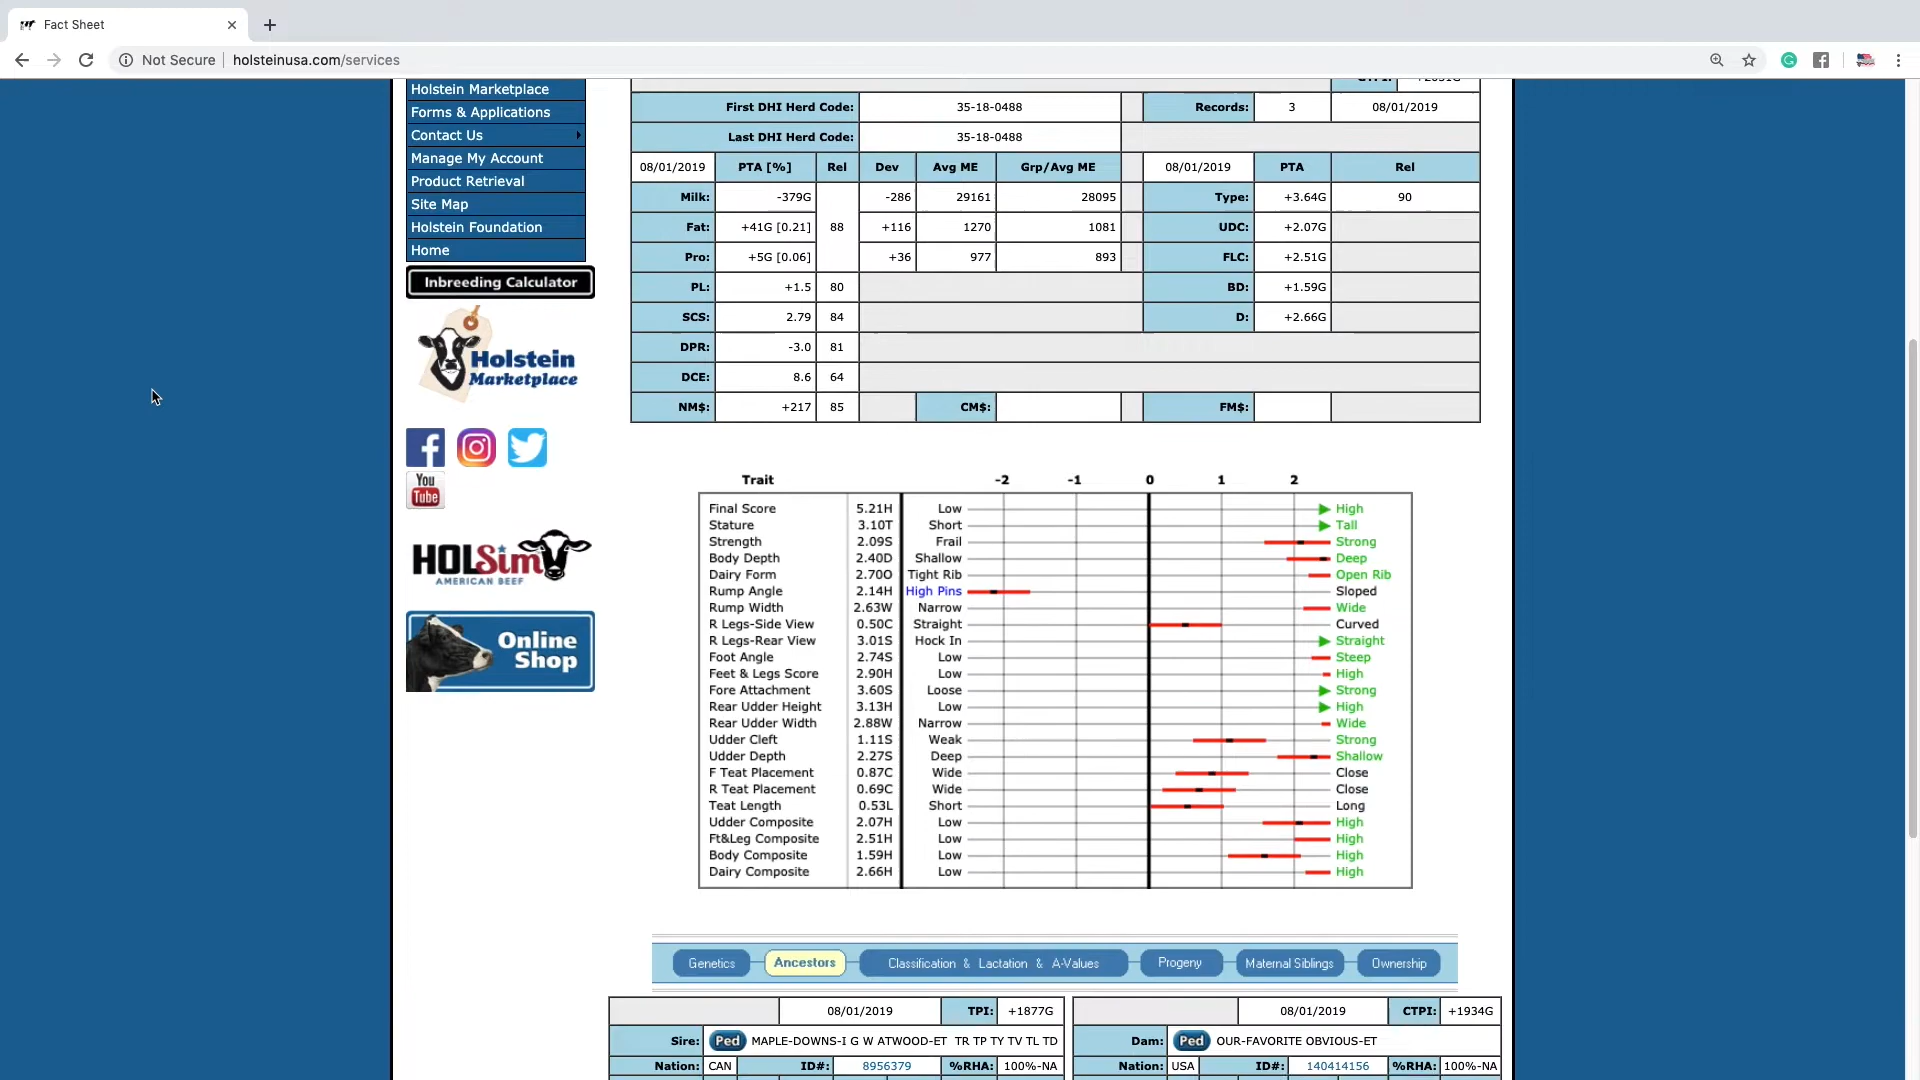 Fact Sheet
Not Secure holsteinusa.com/services
Holstein Marketplace
Forms & Applications
Contact Us
Manage My Account
Product Retrieval
Site Map
Holstein Foundation
Home
Inbreeding Calculator
Holstein
Marketplace
You
Tube
HOLSim
AMERICAN BEEF
Online
Shop
First DHI Herd Code: 35-18-0488 Records: 3 08/01/2019
Last DHI Herd Code: 35-18-0488
08/01/2019 PTA [%] Rel Dev Avg ME Grp/Avg ME 08/01/2019 PTA Rel
Milk: -379G -286 29161 28095 Type: +3.64G 90
Fat: +41G [0.21] 88 +116 1270 1081 UDC: +2.07G
Pro: +5G [0.06] +36 977 893 FLC: +2.51G
PL: +1.5 80 BD: +1.59G
SCS: 2.79 84 D: +2.66G
DPR: -3.0 81
DCE: 8.6 64
NM$: +217 85 CM$: FM$:
Trait -2 -1 0 1 2
Final Score 5.21H Low High
Stature 3.10T Short Tall
Strength 2.09S Frail Strong
Body Depth 2.40D Shallow Deep
Dairy Form 2.70O Tight Rib Open Rib
Rump Angle 2.14H High Pins Sloped
Rump Width 2.63W Narrow Wide
R Legs-Side View 0.50C Straight Curved
R Legs-Rear View 3.01S Hock In Straight
Foot Angle 2.74S Low Steep
Feet & Legs Score 2.90H Low High
Fore Attachment 3.60S Loose Strong
Rear Udder Height 3.13H Low High
Rear Udder Width 2.88W Narrow Wide
Udder Cleft 1.11S Weak Strong
Udder Depth 2.27S Deep Shallow
F Teat Placement 0.87C Wide Close
R Teat Placement 0.69C Wide Close
Teat Length 0.53L Short Long
Udder Composite 2.07H Low High
Ft&Leg Composite 2.51H Low High
Body Composite 1.59H Low High
Dairy Composite 2.66H Low High
Genetics Ancestors Classification & Lactation & A-Values Progeny Maternal Siblings Ownership
08/01/2019 TPI: +1877G 08/01/2019 CTPI: +1934G
Sire: Ped MAPLE-DOWNS-I G W ATWOOD-ET TR TP TY TV TL TD Dam: Ped OUR-FAVORITE OBVIOUS-ET
Nation: CAN ID#: 8956379 %RHA: 100%-NA Nation: USA ID#: 140414156 %RHA: 100%-NA